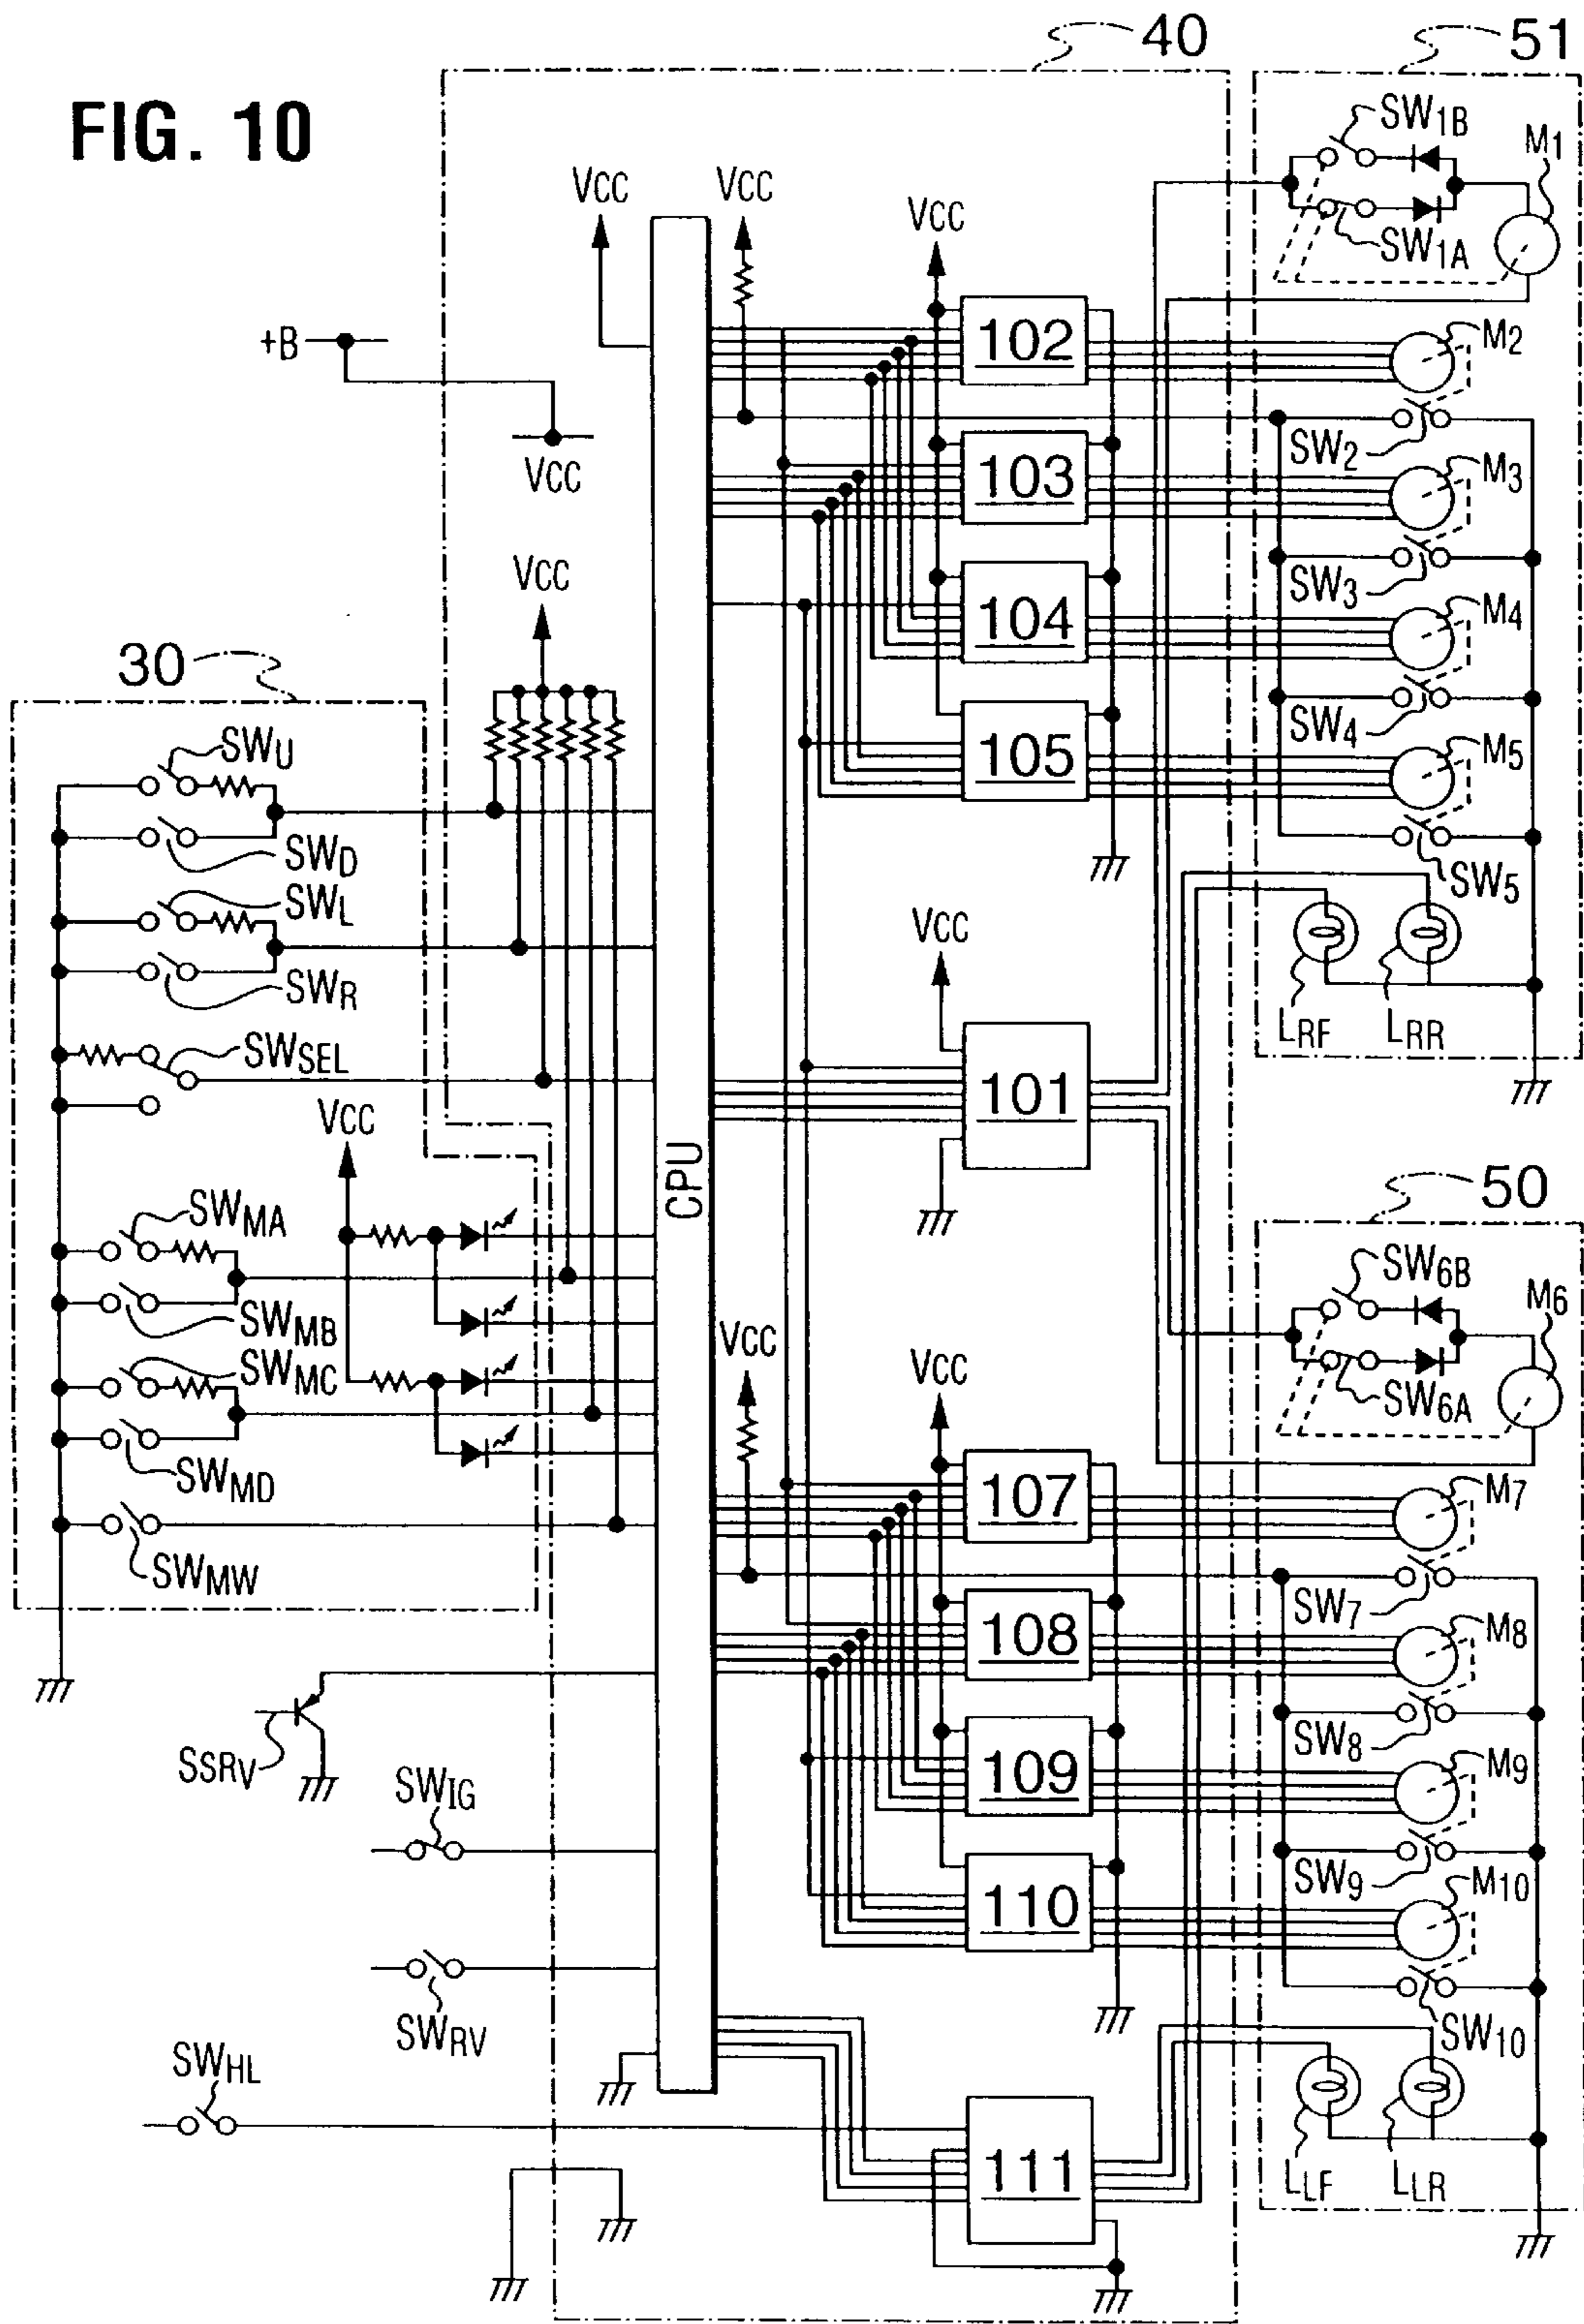 FIG. 10
40
51
VCC
VCC
VCC
SW1B
M1
SW1A
+B
VCC
102
M2
SW2
103
M3
SW3
VCC
104
M4
SW4
105
M5
SW5
30
SWU
SWD
SWL
SWR
SWSEL
VCC
LRF
LRR
101
CPU
VCC
50
SWMA
SWMB
SWMC
SWMD
SWMW
VCC
VCC
SW6B
M6
SW6A
107
M7
SW7
108
M8
SW8
SSRV
109
M9
SW9
SWIG
110
M10
SW10
SWRV
SWHL
111
LLF
LLR